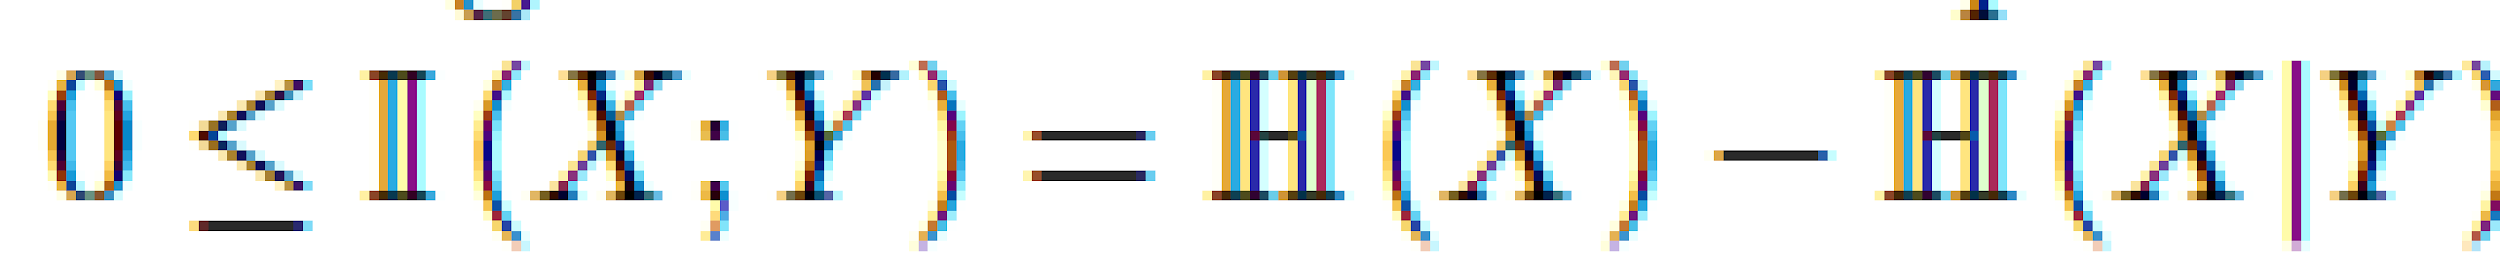 0 ≤ 𝕀(X; Y) = ℍ(X) − ℍ(X|Y)